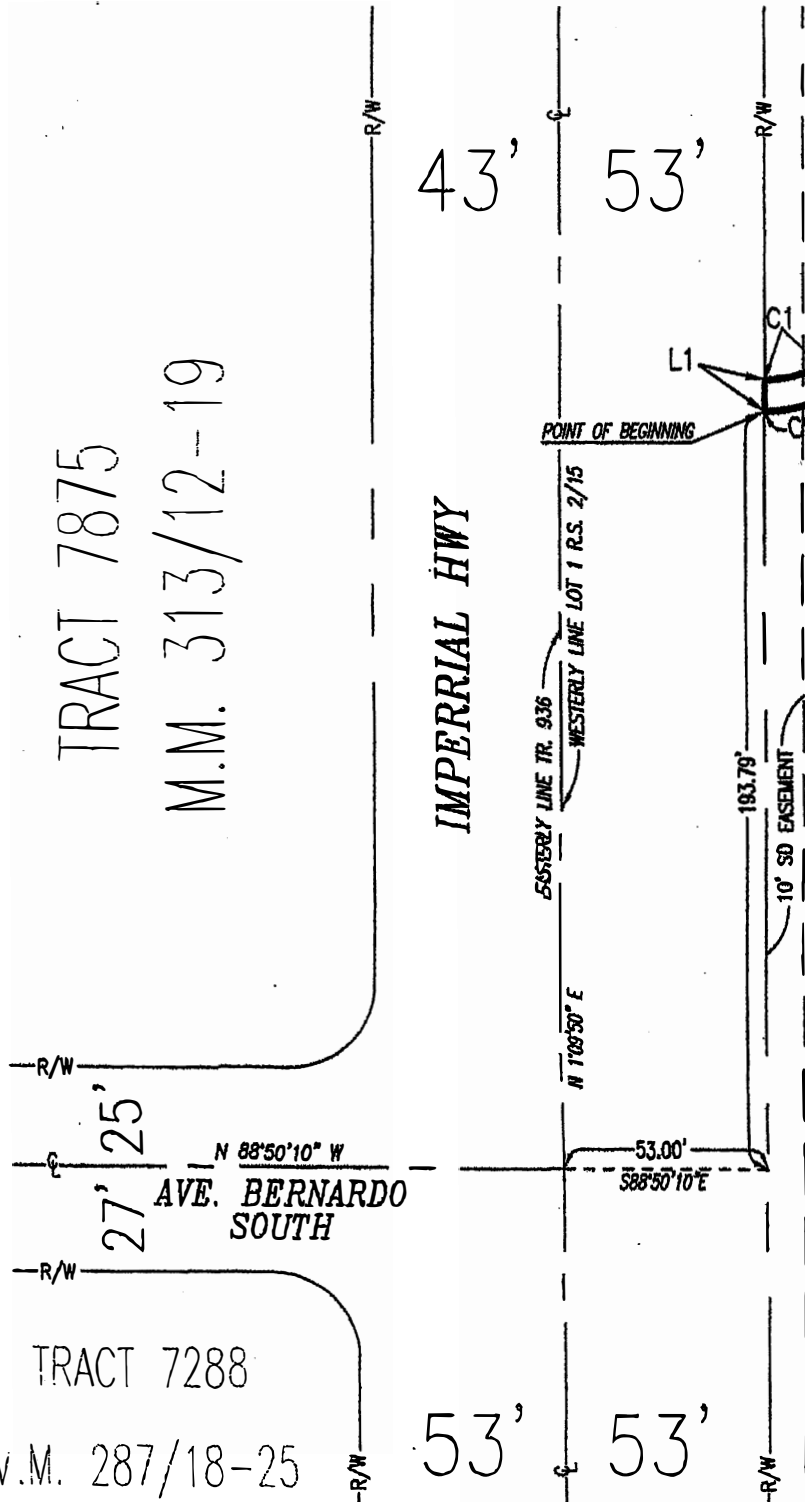 R/W
C̲L
R/W
43'
53'
C1
L1
TRACT 7875
M.M. 313/12-19
POINT OF BEGINNING
C
IMPERRIAL HWY
EASTERLY LINE TR. 936
WESTERLY LINE LOT 1 R.S. 2/15
193.79'
10' SD EASEMENT
N 1°09'50" E
R/W
25'
CL
N 88°50'10" W
53.00'
S88°50'10"E
27'
AVE. BERNARDO
SOUTH
R/W
TRACT 7288
.M. 287/18-25
53'
53'
R/W
CL
R/W